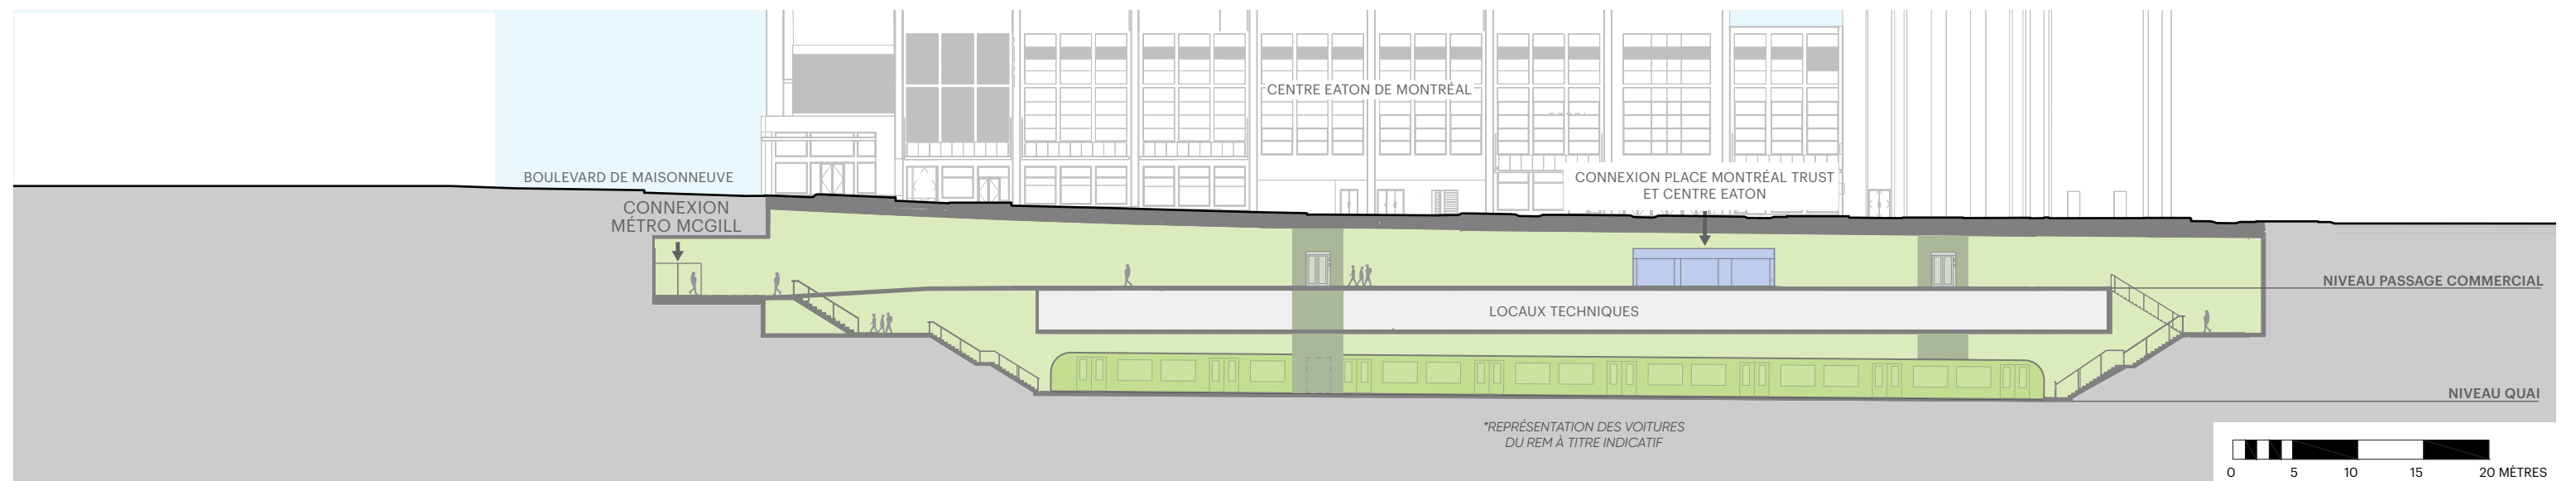 CENTRE EATON DE MONTRÉAL
BOULEVARD DE MAISONNEUVE
CONNEXION PLACE MONTRÉAL TRUST
ET CENTRE EATON
CONNEXION
MÉTRO MCGILL
NIVEAU PASSAGE COMMERCIAL
LOCAUX TECHNIQUES
NIVEAU QUAI
*REPRÉSENTATION DES VOITURES
DU REM À TITRE INDICATIF
0 5 10 15 20 MÈTRES